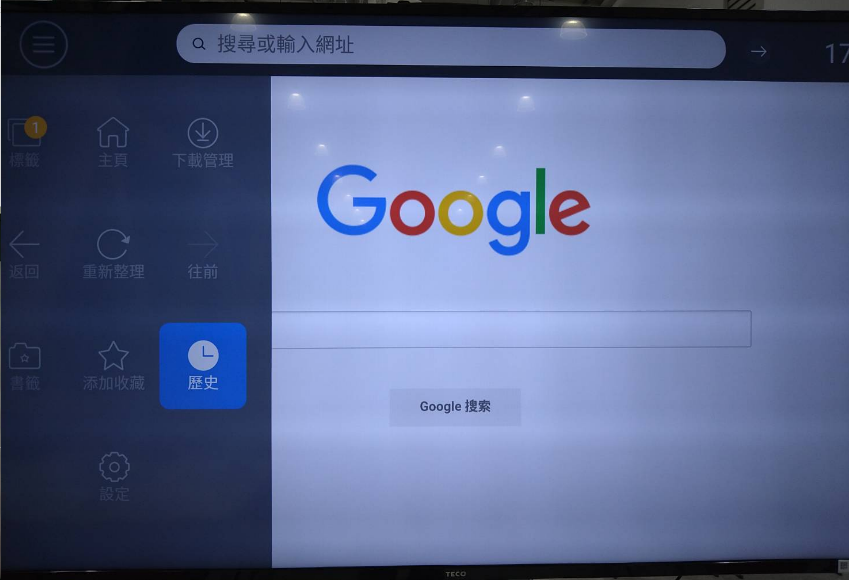 搜尋或輸入網址
17
1
標籤
主頁
下載管理
Google
返回
重新整理
往前
書籤
添加收藏
歷史
Google 搜索
設定
TECO